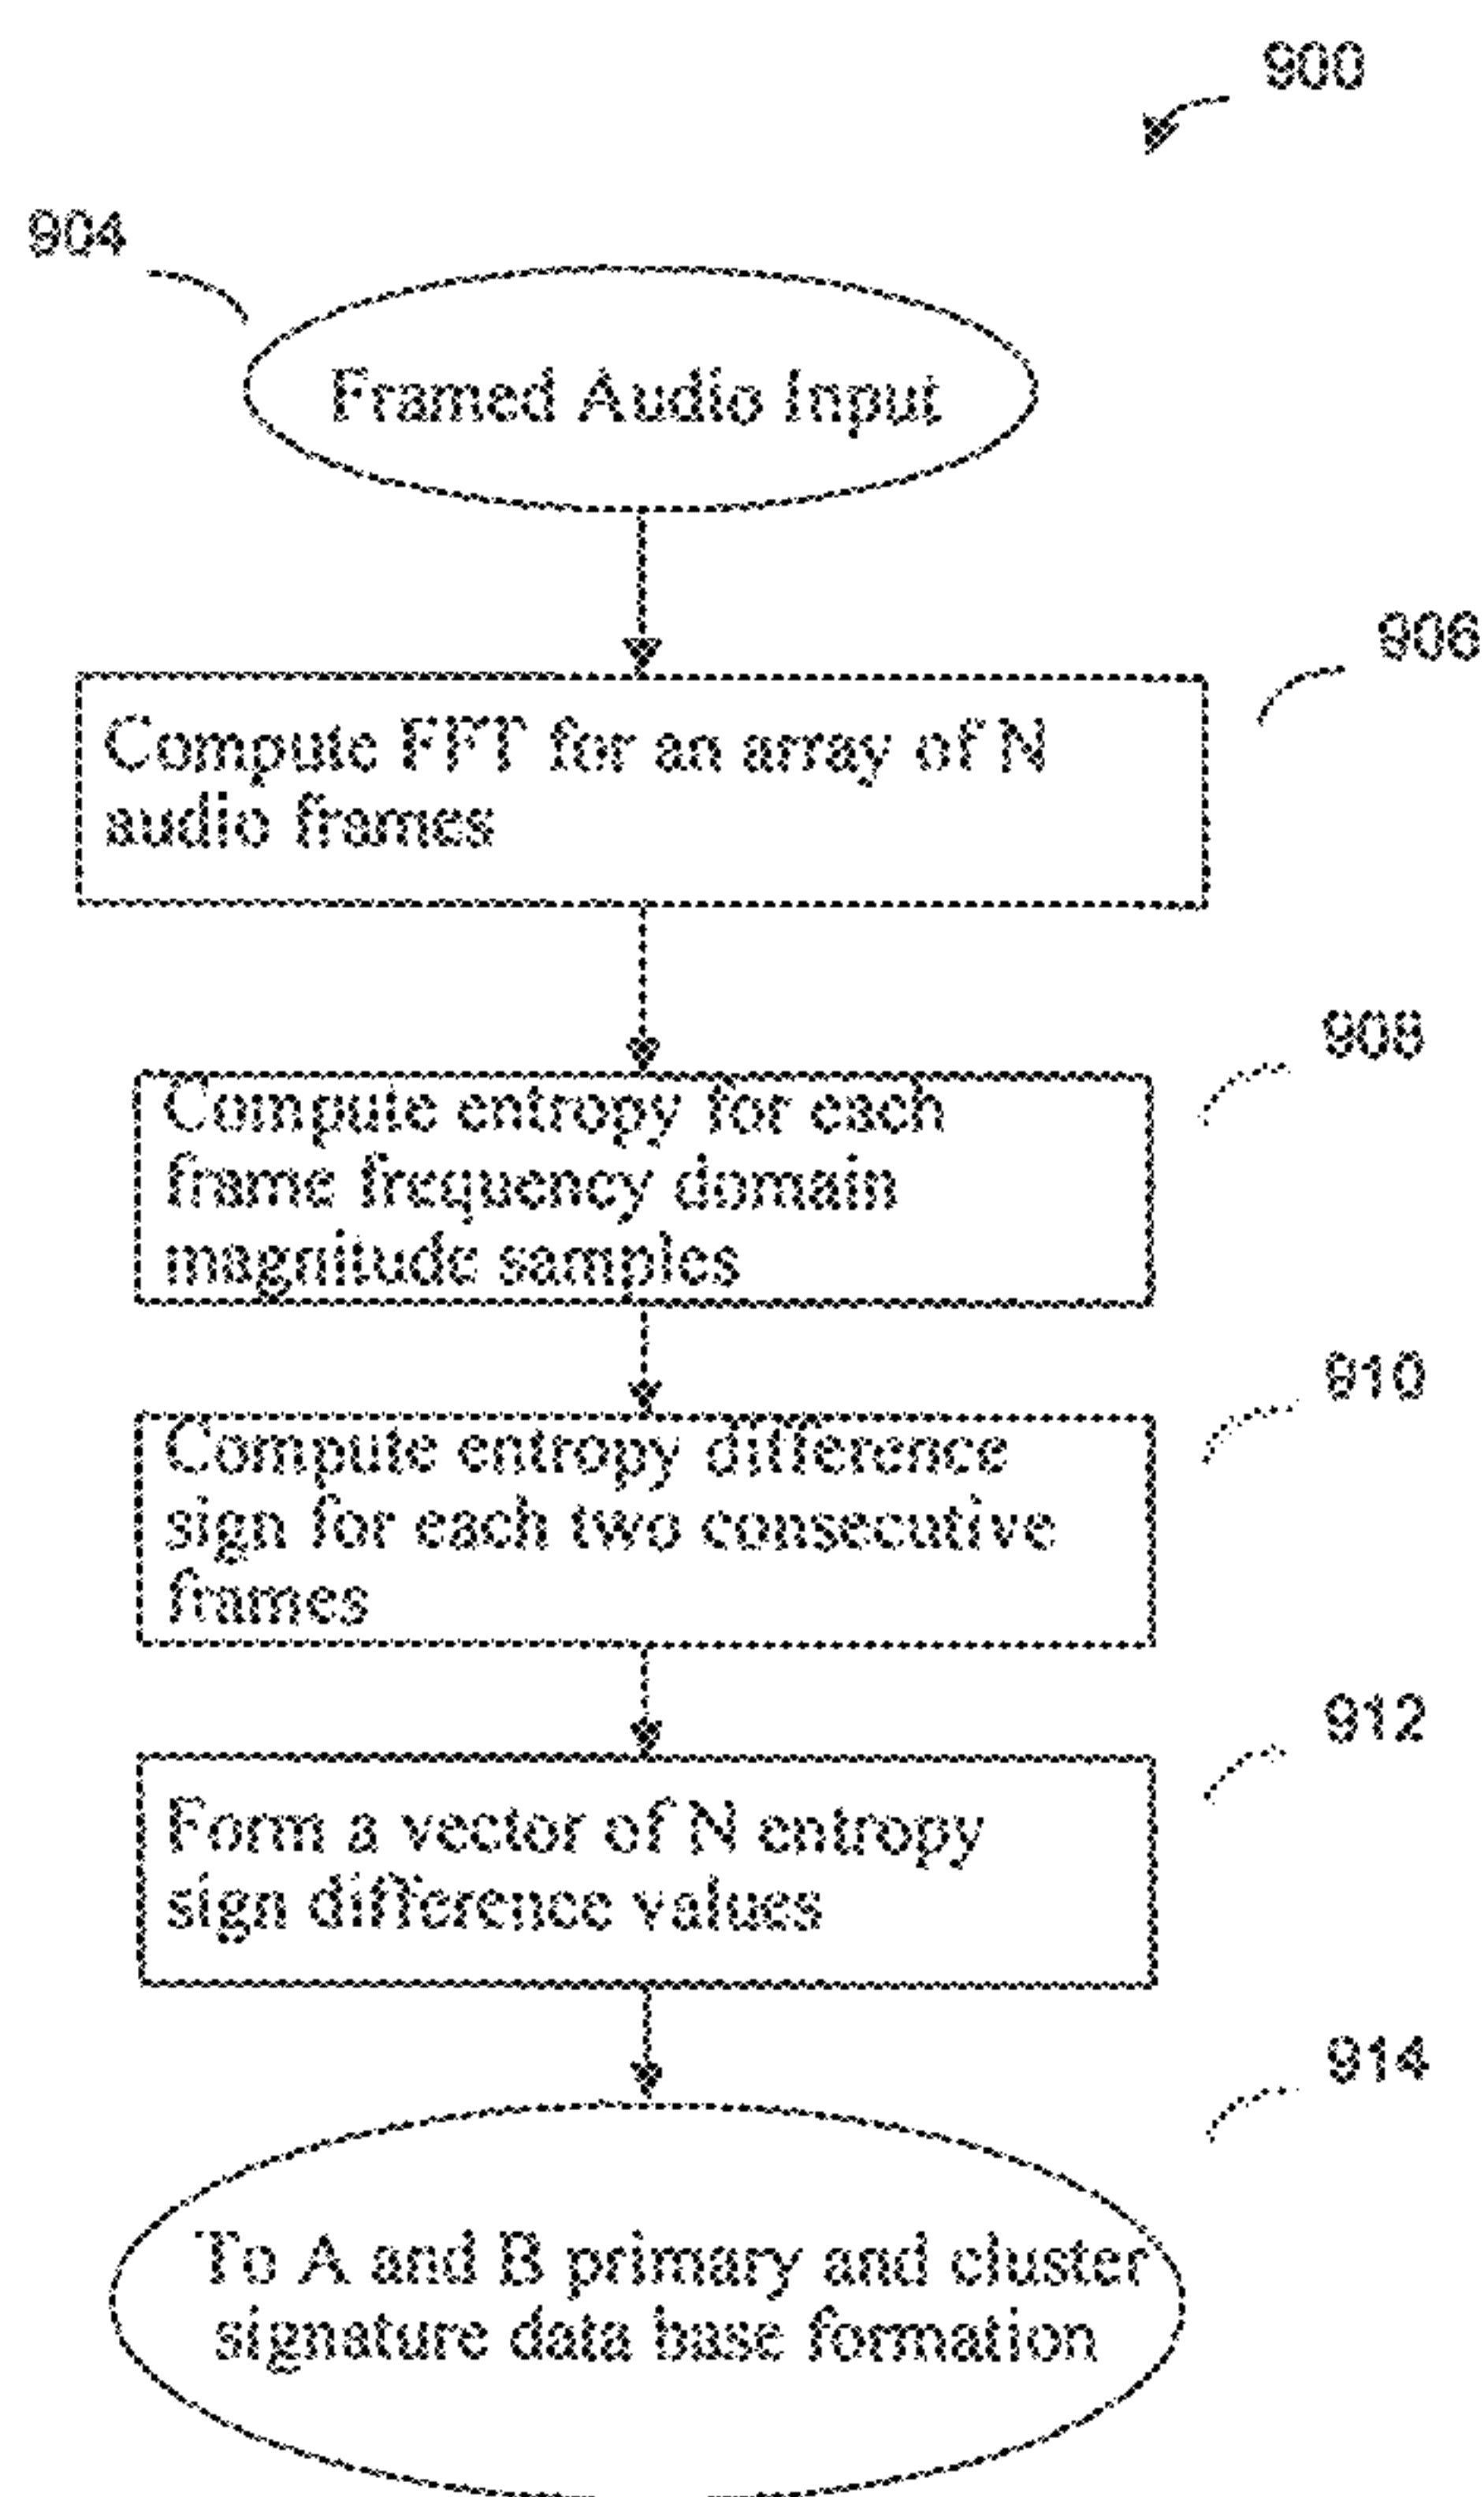 900
904
Framed Audio Input
906
Compute FFT for an array of N
audio frames
908
Compute entropy for each
frame frequency domain
magnitude samples
910
Compute entropy difference
sign for each two consecutive
frames
912
Form a vector of N entropy
sign difference values
914
To A and B primary and cluster
signature data base formation